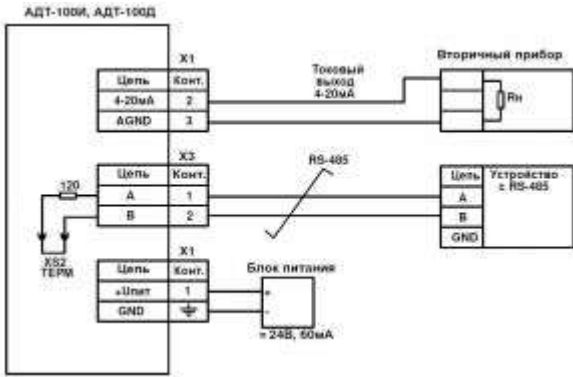 АДТ-100И, АДТ-100Д
X1
Цепь Конт.
4-20мА 2
AGND 3
Токовый
выход
4-20мА
Вторичный прибор
Rн
X3
Цепь Конт.
A 1
B 2
120
XS2
ТЕРМ
RS-485
Цепь
A
B
GND
Устройство
с RS-485
X1
Цепь Конт.
+Uпит 1
GND
Блок питания
+
-
= 24В, 60мА